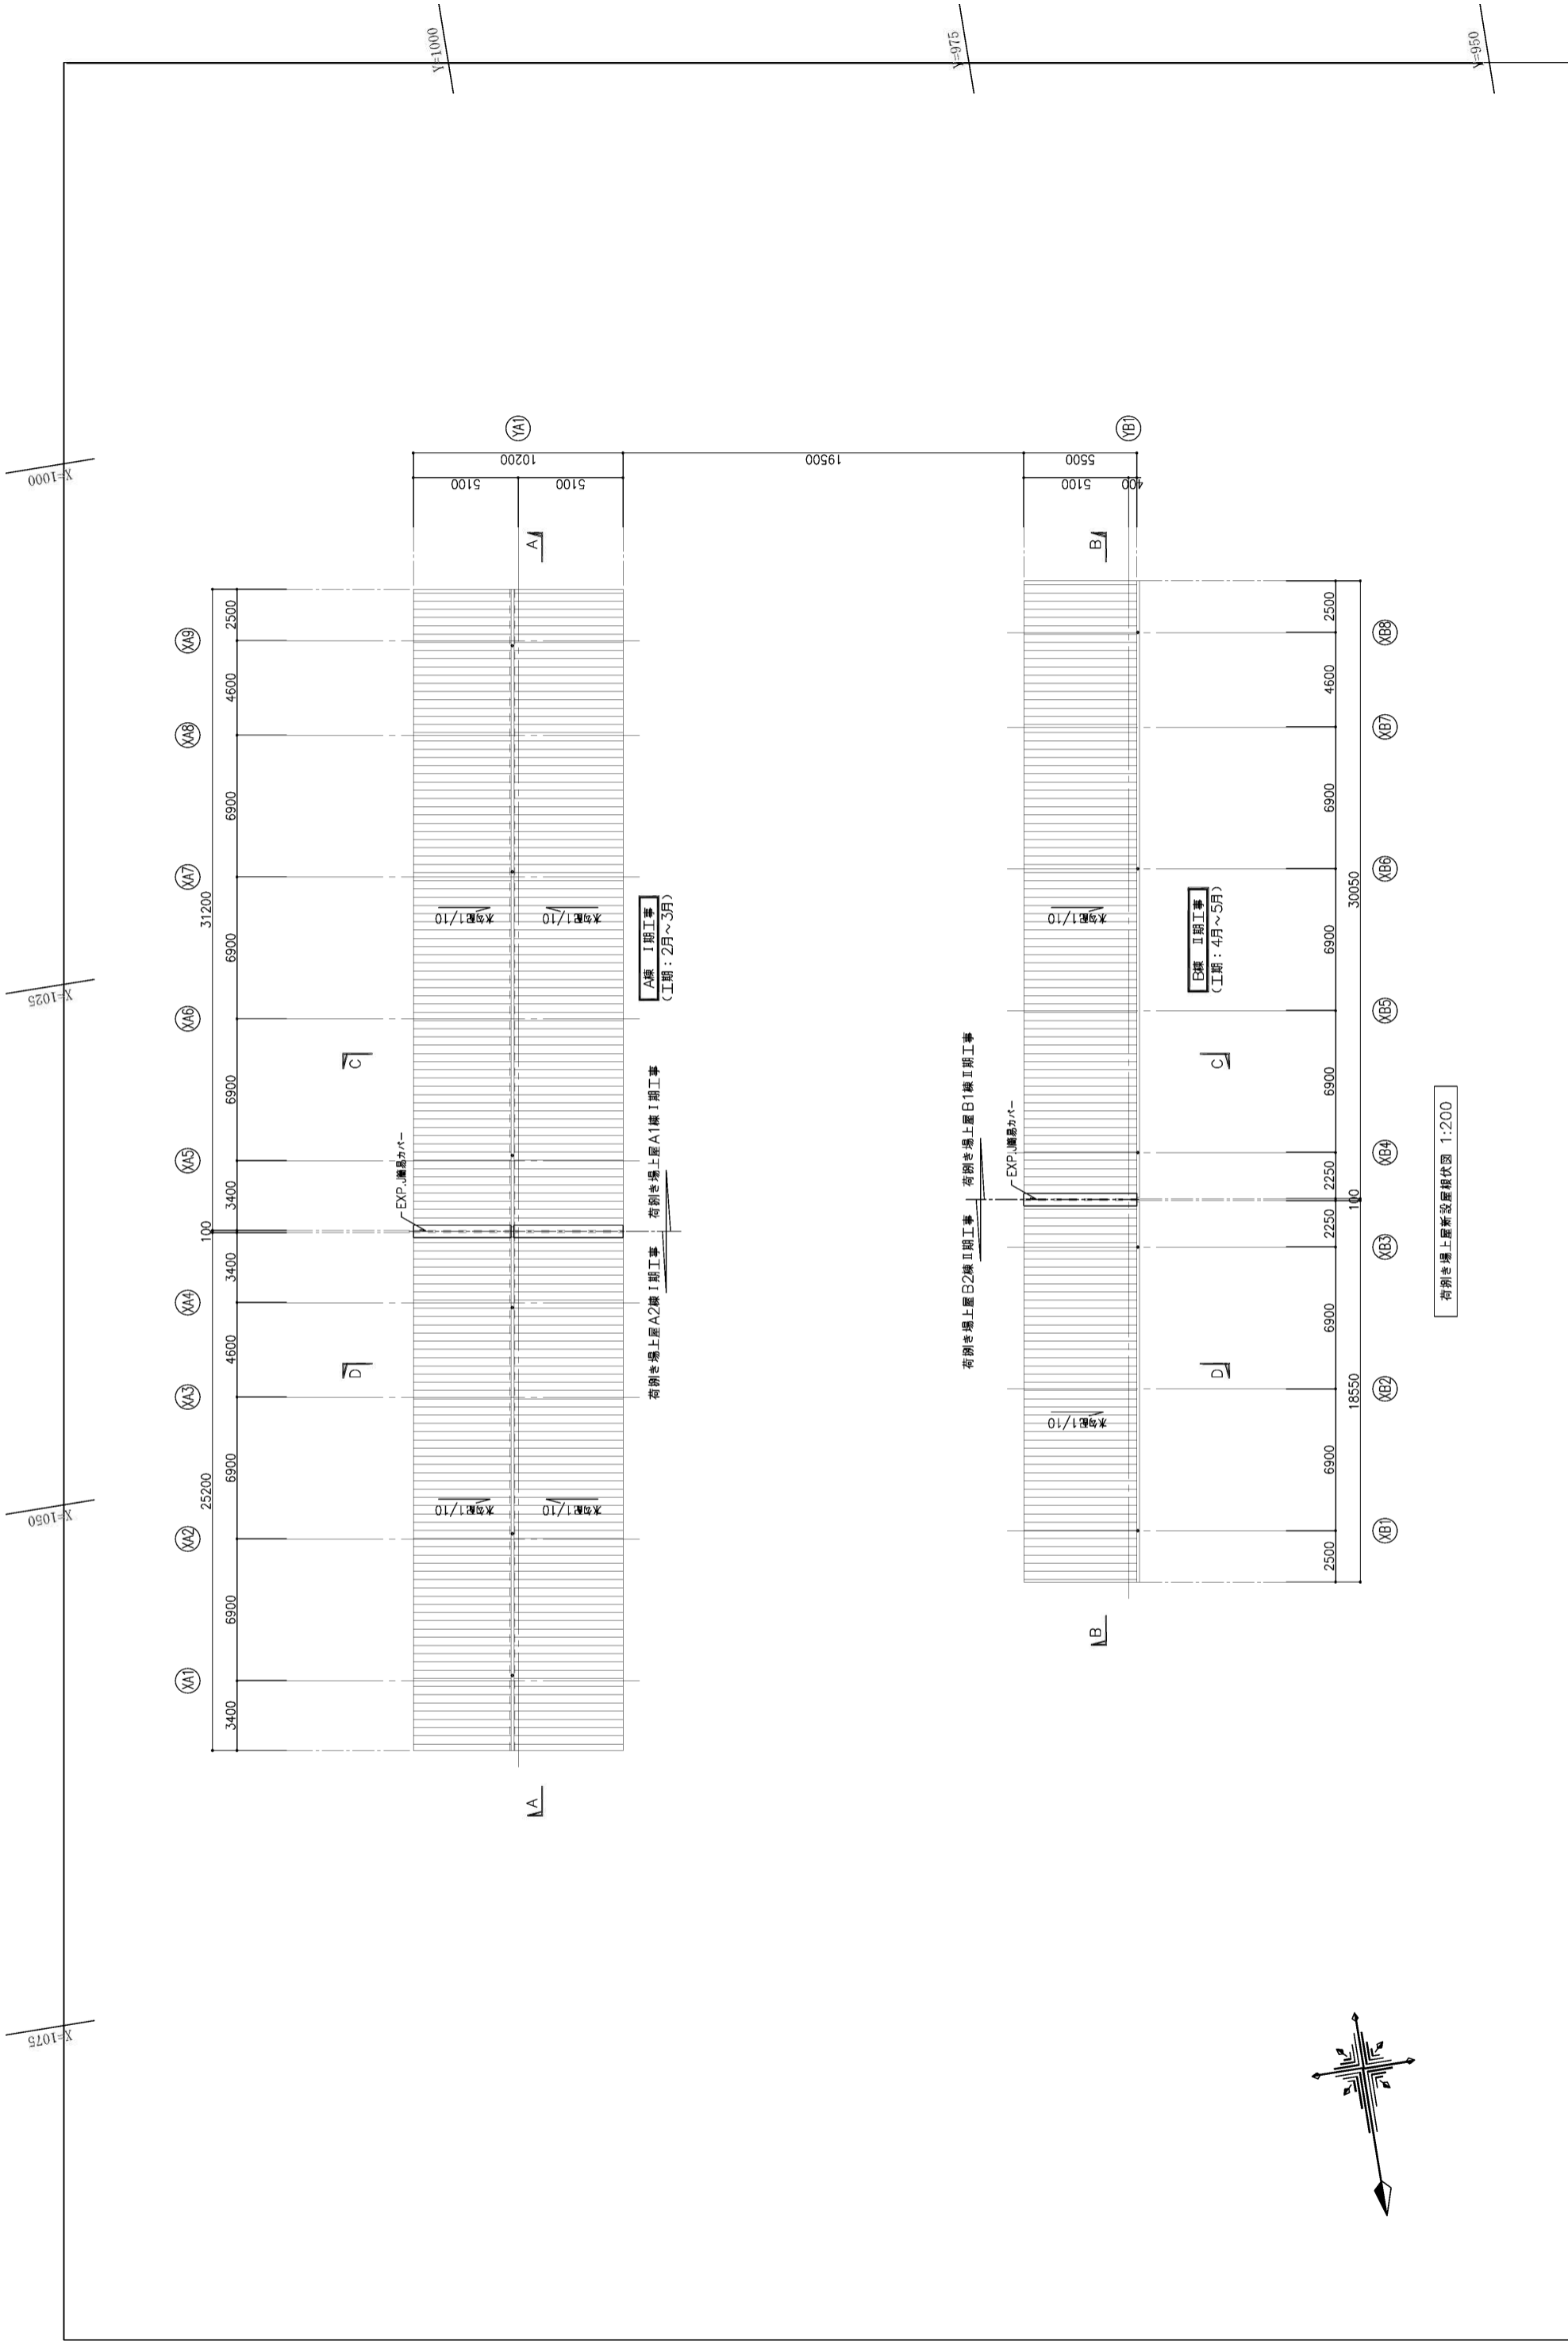 Y=1000
Y=975
Y=950
X=1000
X=1025
X=1050
X=1075
XA1
XA2
XA3
XA4
XA5
XA6
XA7
XA8
XA9
25200
100
31200
3400
6900
6900
4600
3400
3400
6900
6900
6900
4600
2500
YA1
YB1
10200
19500
5500
5100
5100
5100
400
A
A
B
B
C
C
D
D
EXP.J簡易カバー
水勾配1/10
水勾配1/10
水勾配1/10
水勾配1/10
A棟 Ⅰ期工事
(工期：2月～3月)
荷捌き場上屋A2棟Ⅰ期工事
荷捌き場上屋A1棟Ⅰ期工事
荷捌き場上屋B2棟Ⅱ期工事
荷捌き場上屋B1棟Ⅱ期工事
EXP.J簡易カバー
水勾配1/10
水勾配1/10
B棟 Ⅱ期工事
(工期：4月～5月)
2500
6900
6900
2250
2250
6900
6900
6900
4600
2500
18550
100
30050
XB1
XB2
XB3
XB4
XB5
XB6
XB7
XB8
荷捌き場上屋新設屋根伏図 1:200